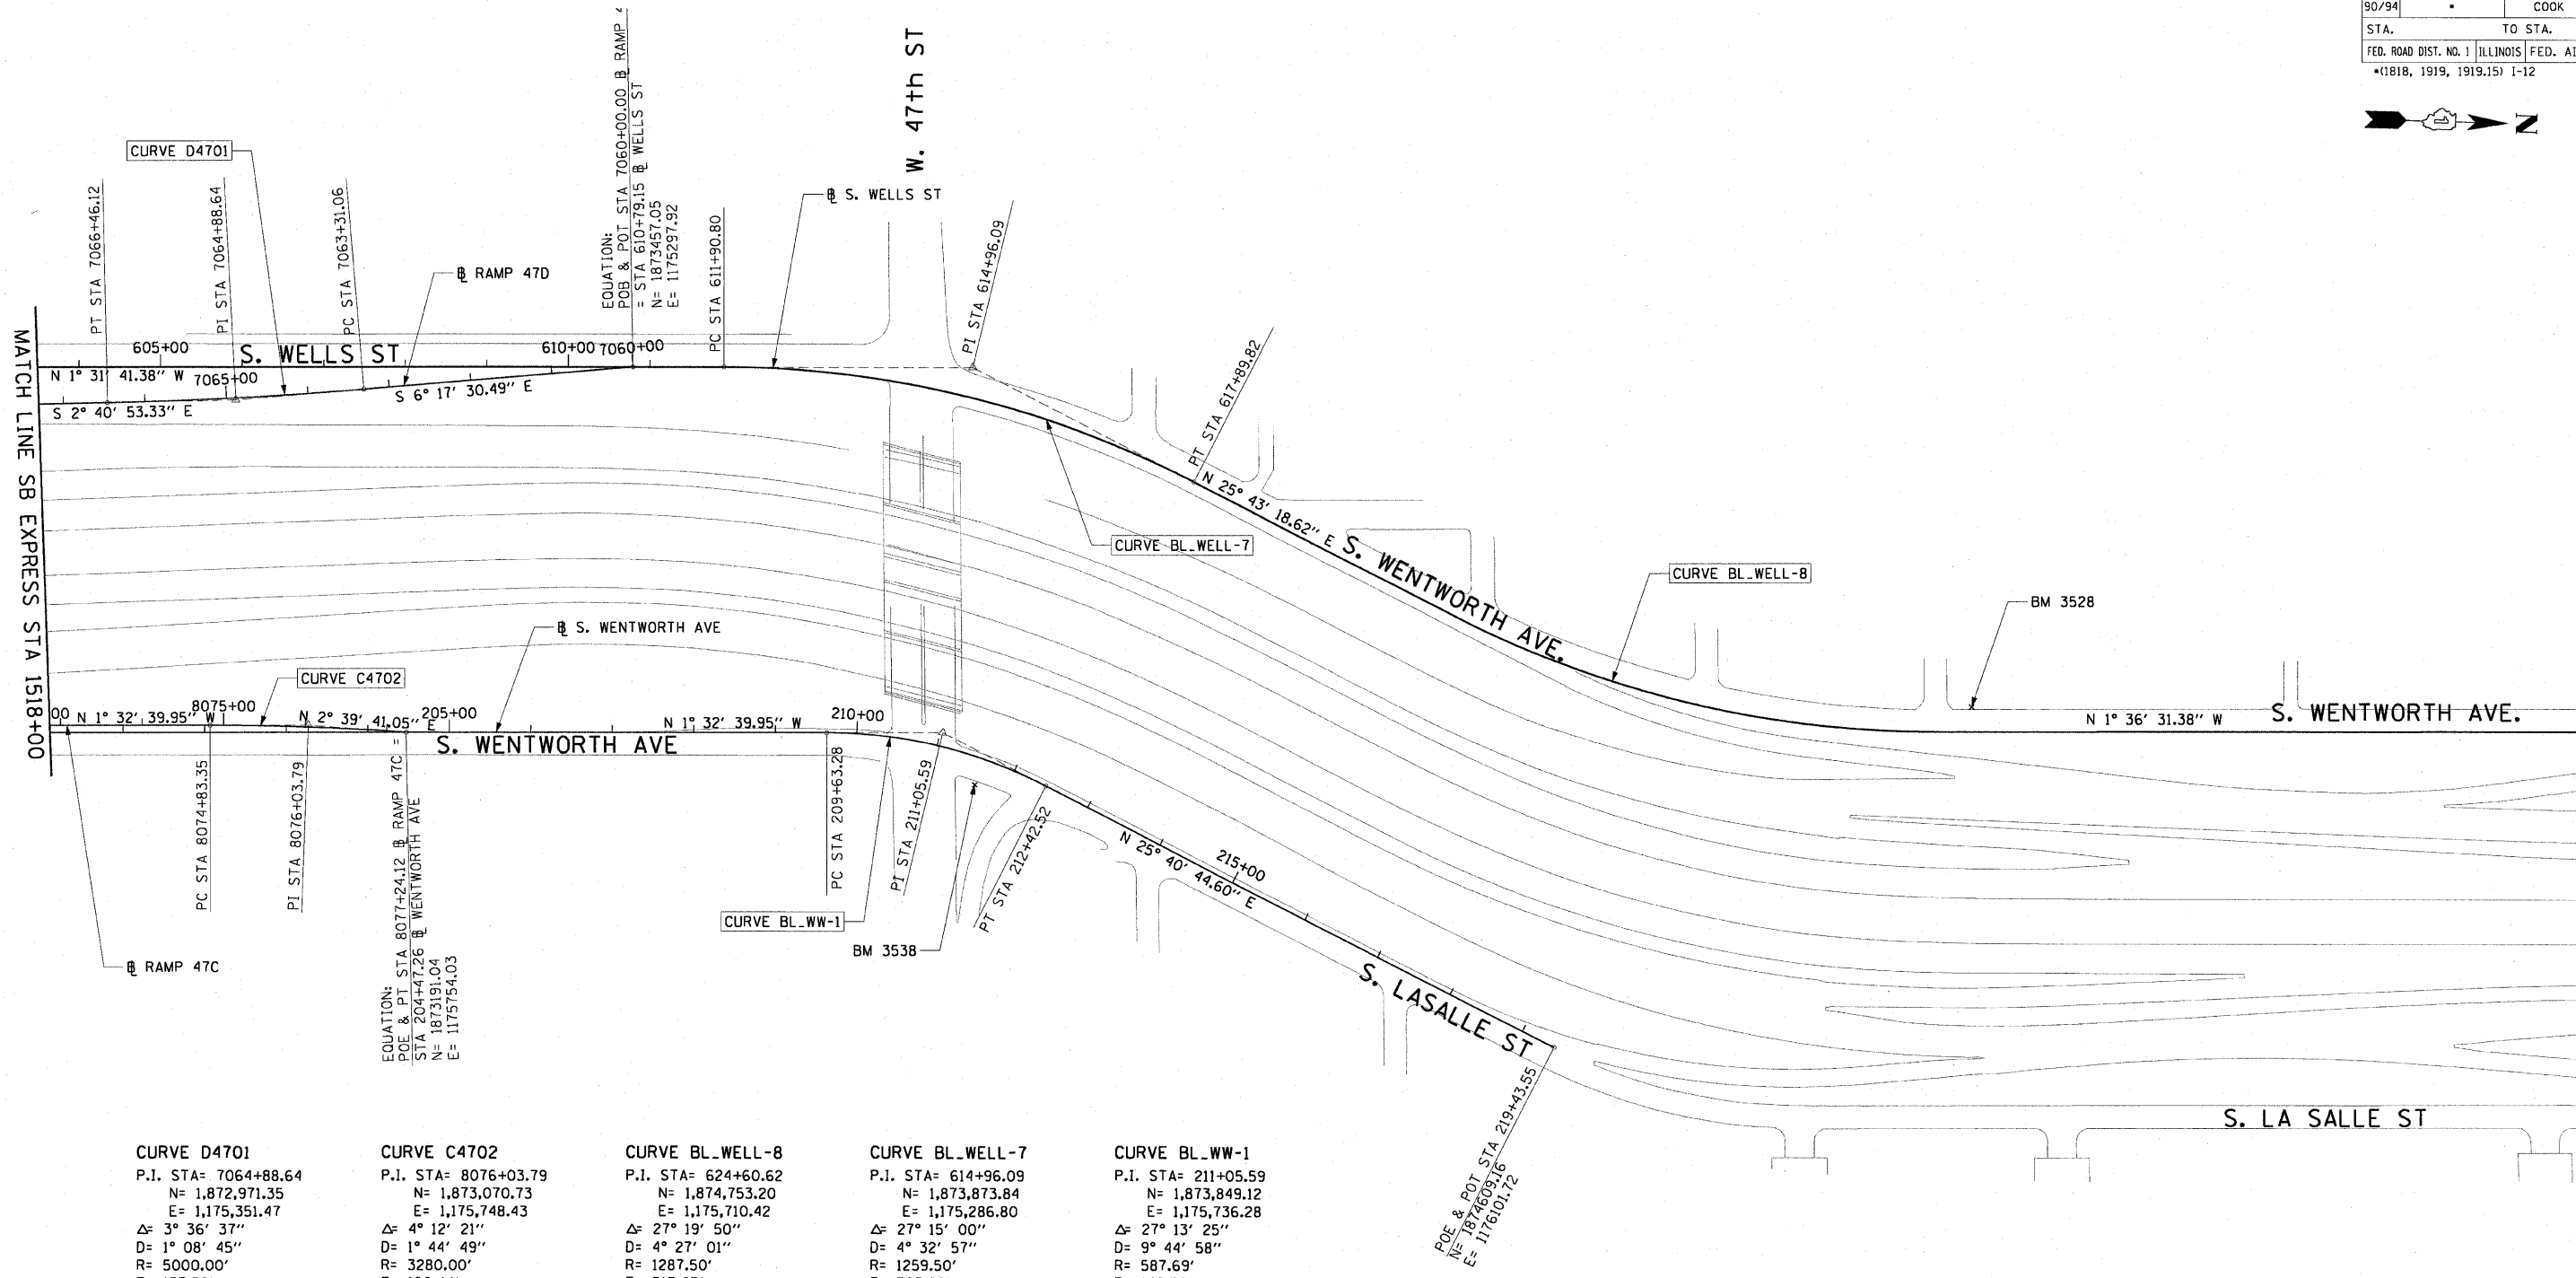 90/94 • COOK
STA. TO STA.
FED. ROAD DIST. NO. 1 ILLINOIS FED. AI
•(1818, 1919, 1919.15) I-12
N
W. 47th ST
CURVE D4701
PT STA 7066+46.12
PI STA 7064+88.64
PC STA 7063+31.06
℄ RAMP 47D
EQUATION:
POB & POT STA 7060+00.00 ℄ RAMP
= STA 610+79.15 ℄ WELLS ST
N= 1873457.05
E= 1175297.92
PC STA 611+90.80
℄ S. WELLS ST
PI STA 614+96.09
PT STA 617+89.82
MATCH LINE SB EXPRESS STA 1518+00
605+00
S. WELLS ST
610+00
7060+00
N 1° 31' 41.38" W
7065+00
S 6° 17' 30.49" E
S 2° 40' 53.33" E
N 25° 43' 18.62" E
S. WENTWORTH AVE.
CURVE BL_WELL-7
CURVE BL_WELL-8
BM 3528
℄ S. WENTWORTH AVE
CURVE C4702
00
N 1° 32' 39.95" W
8075+00
N 2° 39' 41.05" E
205+00
N 1° 32' 39.95" W
210+00
S. WENTWORTH AVE
N 1° 36' 31.38" W
S. WENTWORTH AVE.
PC STA 8074+83.35
PI STA 8076+03.79
EQUATION:
POE & PT STA 8077+24.12 ℄ RAMP 47C =
STA 204+47.26 ℄ WENTWORTH AVE
N= 1873191.04
E= 1175754.03
PC STA 209+63.28
PI STA 211+05.59
PT STA 212+42.52
CURVE BL_WW-1
BM 3538
℄ RAMP 47C
N 25° 40' 44.60" E
215+00
S. LASALLE ST
POE & POT STA 219+43.55
N= 1874609.16
E= 1176101.72
S. LA SALLE ST
CURVE D4701
P.I. STA= 7064+88.64
N= 1,872,971.35
E= 1,175,351.47
Δ= 3° 36' 37"
D= 1° 08' 45"
R= 5000.00'
CURVE C4702
P.I. STA= 8076+03.79
N= 1,873,070.73
E= 1,175,748.43
Δ= 4° 12' 21"
D= 1° 44' 49"
R= 3280.00'
CURVE BL_WELL-8
P.I. STA= 624+60.62
N= 1,874,753.20
E= 1,175,710.42
Δ= 27° 19' 50"
D= 4° 27' 01"
R= 1287.50'
CURVE BL_WELL-7
P.I. STA= 614+96.09
N= 1,873,873.84
E= 1,175,286.80
Δ= 27° 15' 00"
D= 4° 32' 57"
R= 1259.50'
CURVE BL_WW-1
P.I. STA= 211+05.59
N= 1,873,849.12
E= 1,175,736.28
Δ= 27° 13' 25"
D= 9° 44' 58"
R= 587.69'